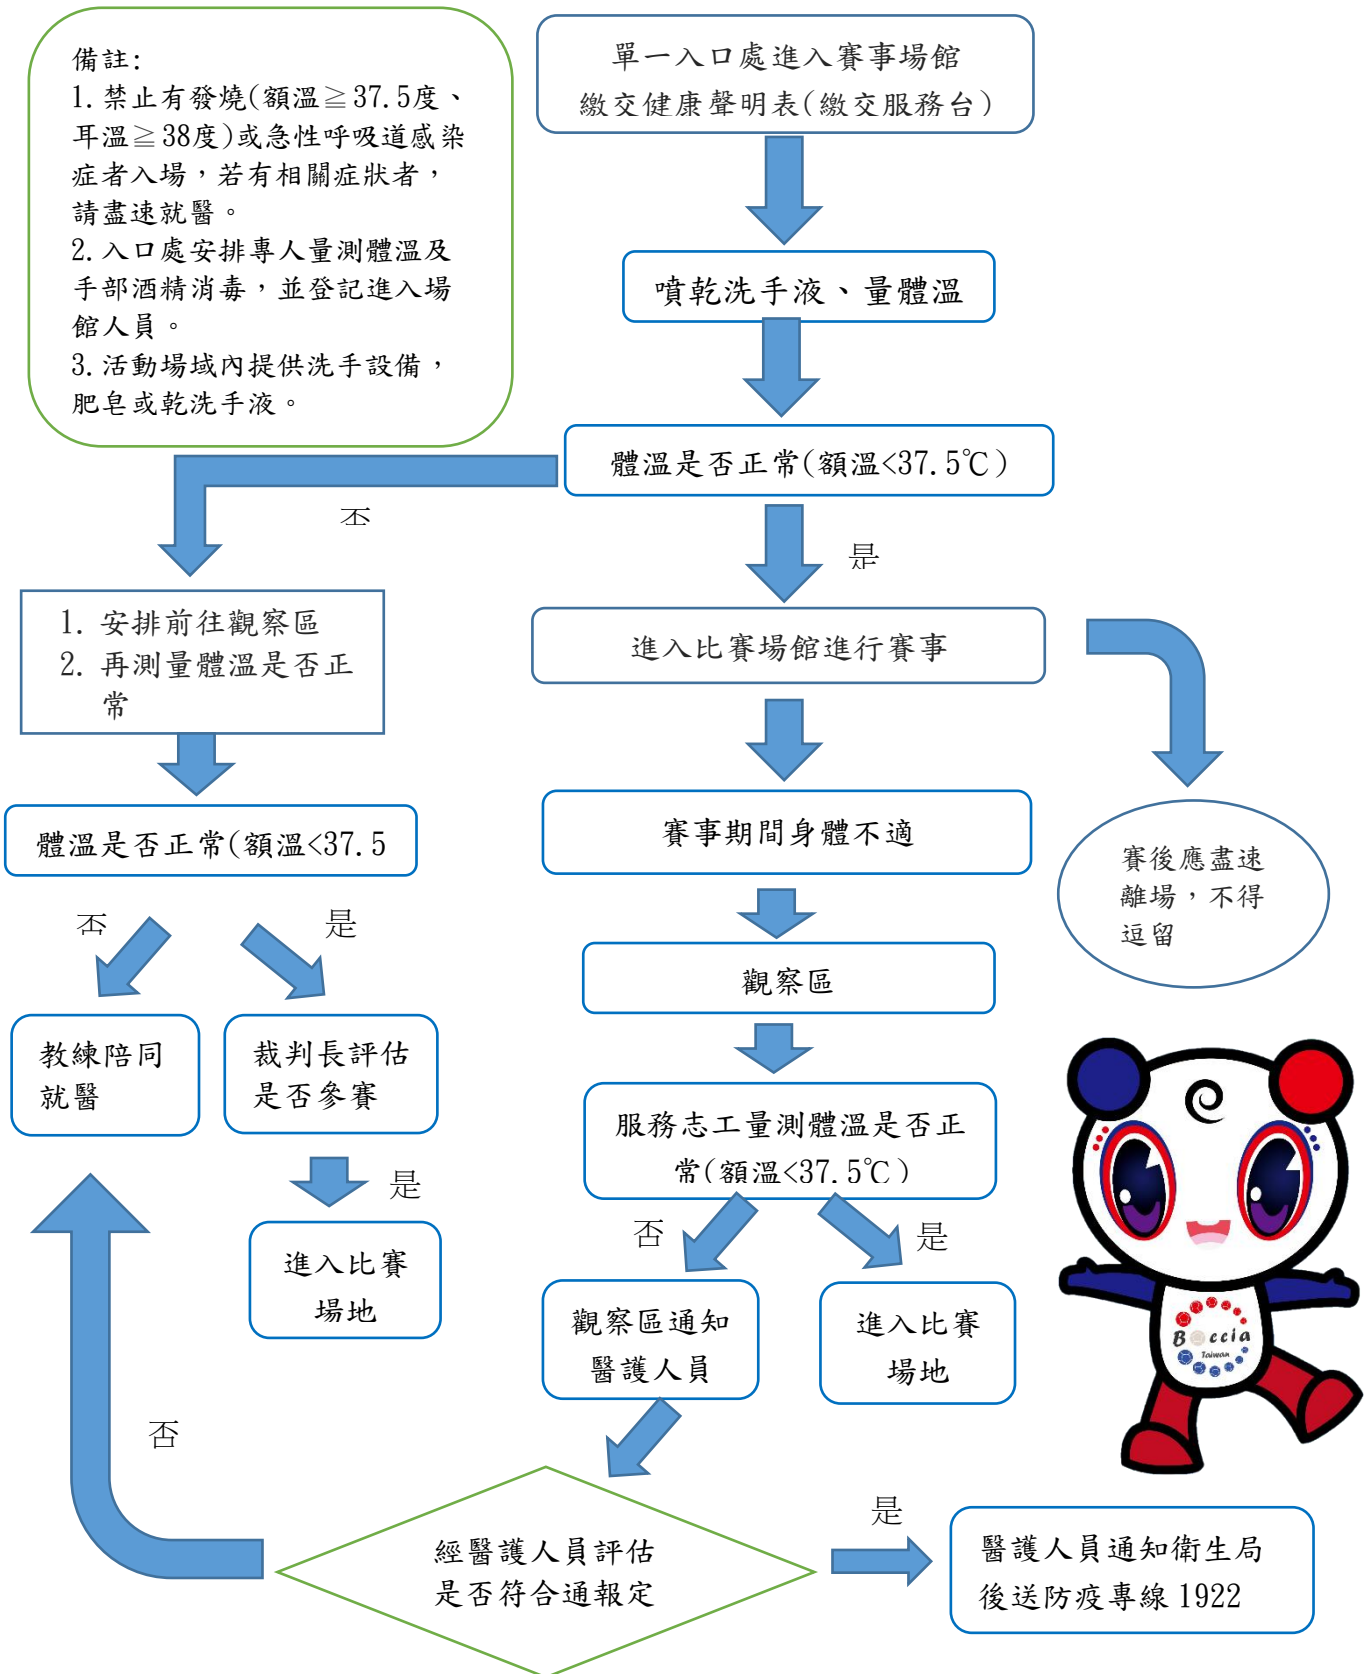 備註:
1. 禁止有發燒(額溫≧37.5度、
耳溫≧38度)或急性呼吸道感染
症者入場，若有相關症狀者，
請盡速就醫。
2. 入口處安排專人量測體溫及
手部酒精消毒，並登記進入場
館人員。
3. 活動場域內提供洗手設備，
肥皂或乾洗手液。
單一入口處進入賽事場館
繳交健康聲明表(繳交服務台)
噴乾洗手液、量體溫
體溫是否正常(額溫<37.5℃)
否
是
1. 安排前往觀察區
2. 再測量體溫是否正
常
進入比賽場館進行賽事
體溫是否正常(額溫<37.5
賽事期間身體不適
賽後應盡速
離場，不得
逗留
否
是
觀察區
教練陪同
就醫
裁判長評估
是否參賽
服務志工量測體溫是否正
常(額溫<37.5℃)
是
否
是
進入比賽
場地
觀察區通知
醫護人員
進入比賽
場地
Boccia
Taiwan
否
是
經醫護人員評估
是否符合通報定
醫護人員通知衛生局
後送防疫專線 1922